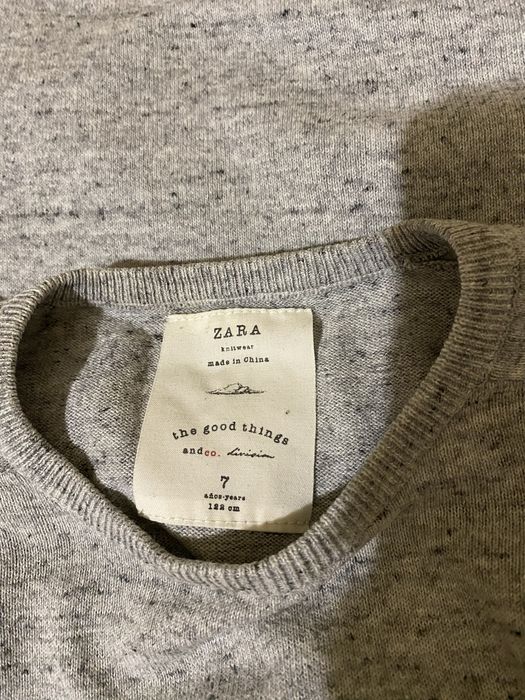 ZARA
knitwear
made in China
the good things
andco. division
7
años-years
122 cm